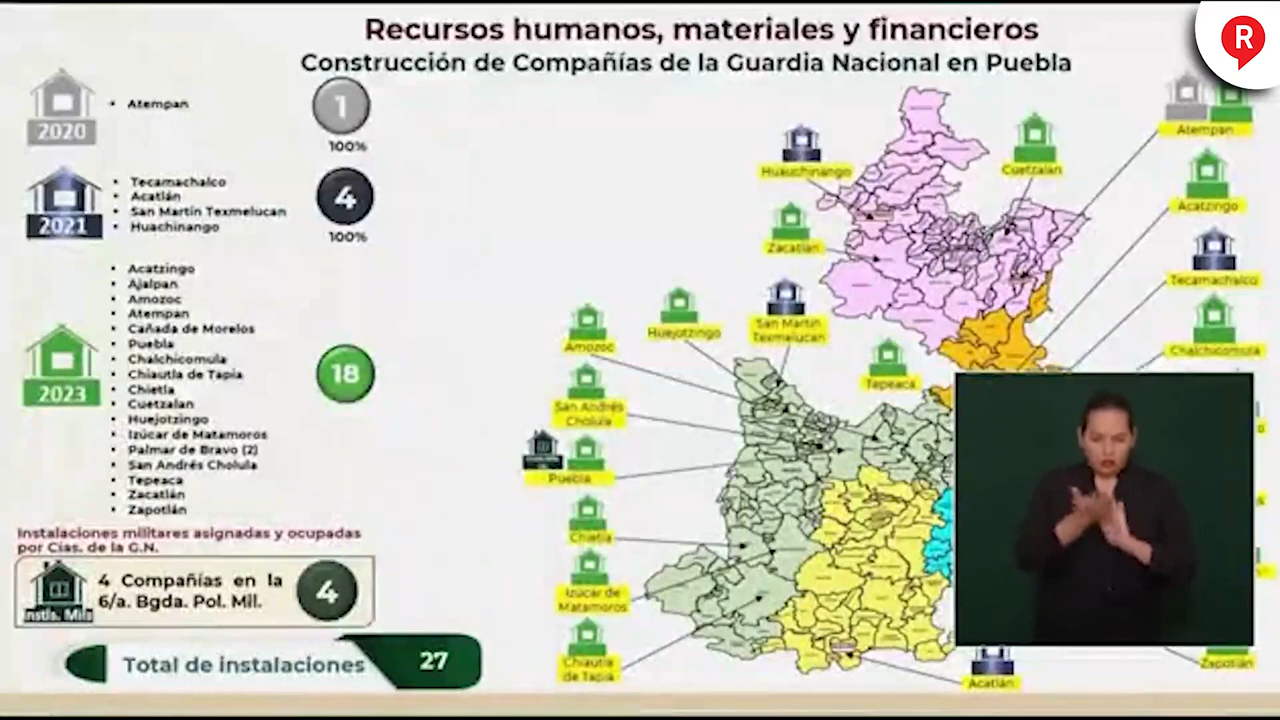 Recursos humanos, materiales y financieros
Construcción de Compañías de la Guardia Nacional en Puebla
R
2020
• Atempan
1
100%
2021
• Tecamachalco
• Acatlán
• San Martín Texmelucan
• Huachinango
4
100%
2023
• Acatzingo
• Ajalpan
• Amozoc
• Atempan
• Cañada de Morelos
• Puebla
• Chalchicomula
• Chiautla de Tapia
• Chietla
• Cuetzalan
• Huejotzingo
• Izúcar de Matamoros
• Palmar de Bravo (2)
• San Andrés Cholula
• Tepeaca
• Zacatlán
• Zapotlán
18
Instalaciones militares asignadas y ocupadas
por Cías. de la G.N.
Instls. Mils
4 Compañías en la
6/a. Bgda. Pol. Mil.
4
Total de instalaciones
27
Huauchinango
Cuetzalan
Atempan
Acatzingo
Zacatlán
Tecamachalco
Huejotzingo
San Martín
Texmelucan
Amozoc
Chalchicomula
Tepeaca
San Andrés
Cholula
Puebla
Chietla
Izúcar de
Matamoros
Chiautla
de Tapia
Acatlán
Zapotlán